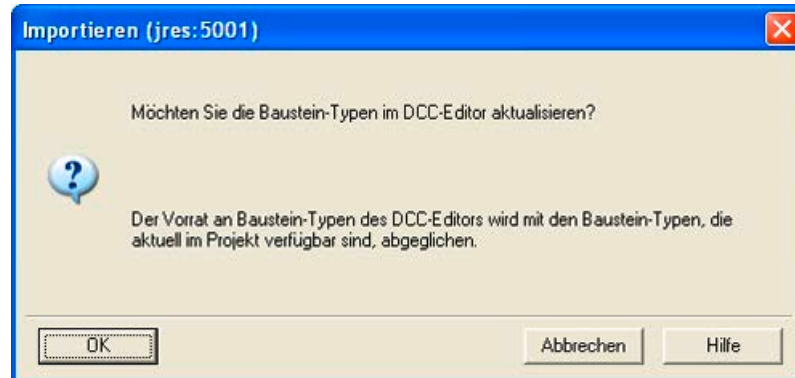 Importieren (jres:5001)
Möchten Sie die Baustein-Typen im DCC-Editor aktualisieren?
Der Vorrat an Baustein-Typen des DCC-Editors wird mit den Baustein-Typen, die
aktuell im Projekt verfügbar sind, abgeglichen.
OK
Abbrechen
Hilfe